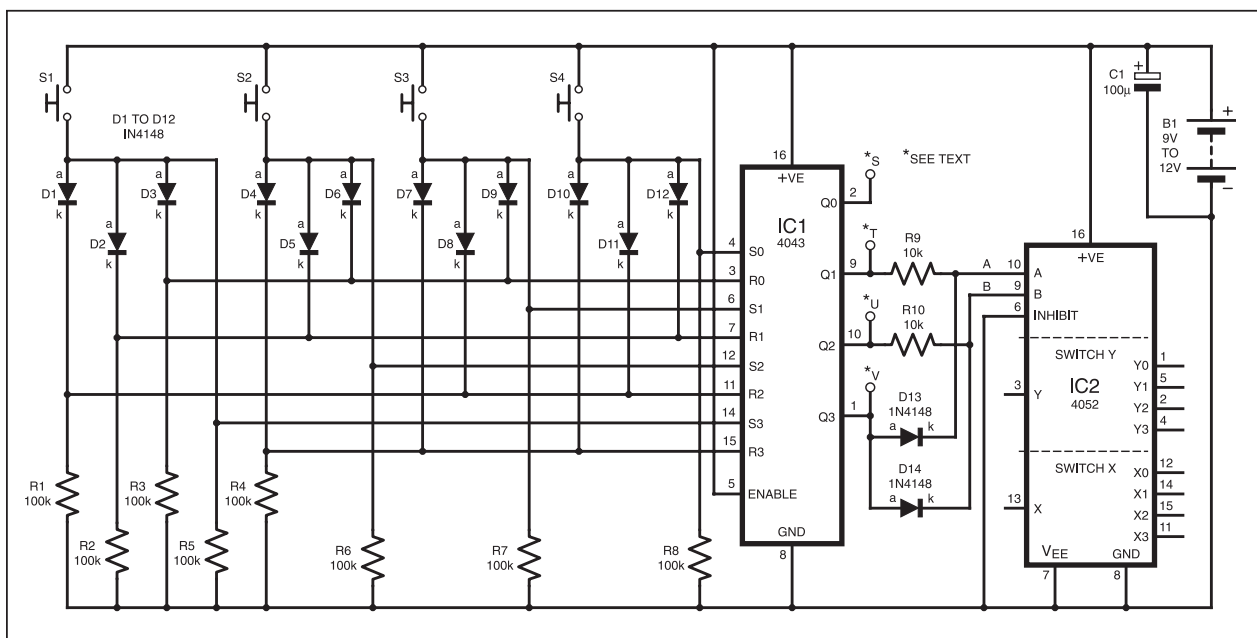 S1
S2
S3
S4
D1 TO D12
IN4148
a
D1
k
a
D2
k
a
D3
k
a
D4
k
a
D5
k
a
D6
k
a
D7
k
a
D8
k
a
D9
k
a
D10
k
a
D11
k
a
D12
k
R1
100k
R2
100k
R3
100k
R5
100k
R4
100k
R6
100k
R7
100k
R8
100k
16
+VE
IC1
4043
4 S0
3 R0
6 S1
7 R1
12 S2
11 R2
14 S3
15 R3
5 ENABLE
GND
8
Q0 2
Q1 9
Q2 10
Q3 1
*S
*SEE TEXT
*T
*U
*V
R9
10k
R10
10k
D13
1N4148
a k
D14
1N4148
a k
A
B
16
+VE
10 A
9 B
6 INHIBIT
SWITCH Y
IC2
4052
3 Y
Y0 1
Y1 5
Y2 2
Y3 4
SWITCH X
13 X
X0 12
X1 14
X2 15
X3 11
VEE GND
7 8
+
C1
100μ
B1
9V
TO
12V
+
−